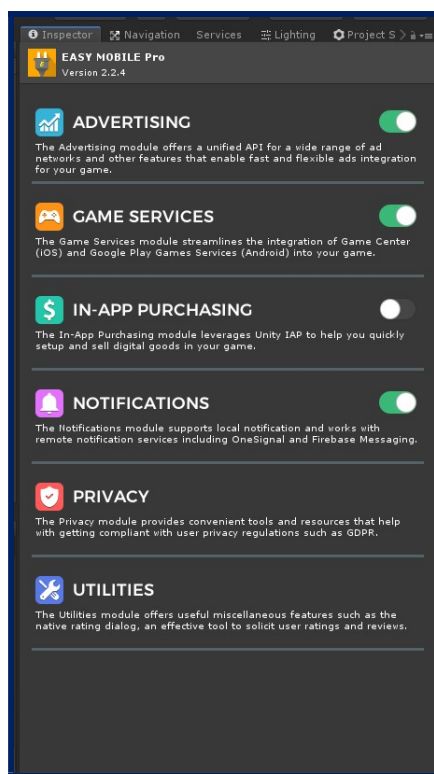 Inspector Navigation Services Lighting Project S
EASY MOBILE Pro
Version 2.2.4
ADVERTISING
The Advertising module offers a unified API for a wide range of ad
networks and other features that enable fast and flexible ads integration
for your game.
GAME SERVICES
The Game Services module streamlines the integration of Game Center
(iOS) and Google Play Games Services (Android) into your game.
IN-APP PURCHASING
The In-App Purchasing module leverages Unity IAP to help you quickly
setup and sell digital goods in your game.
NOTIFICATIONS
The Notifications module supports local notification and works with
remote notification services including OneSignal and Firebase Messaging.
PRIVACY
The Privacy module provides convenient tools and resources that help
with getting compliant with user privacy regulations such as GDPR.
UTILITIES
The Utilities module offers useful miscellaneous features such as the
native rating dialog, an effective tool to solicit user ratings and reviews.